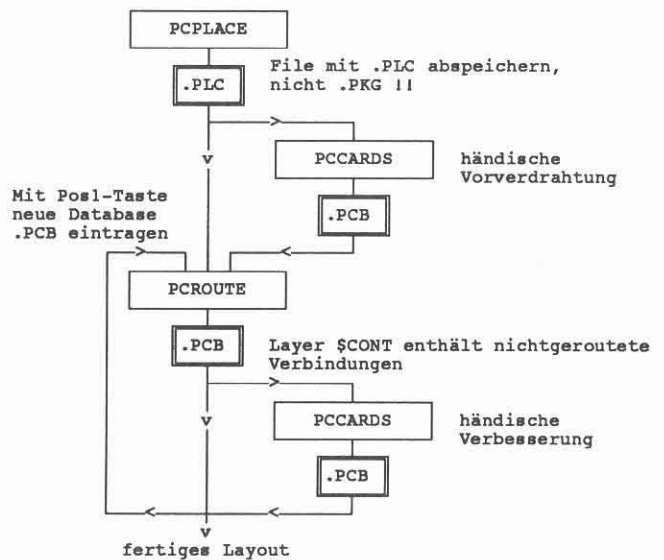 PCPLACE
File mit .PLC abspeichern,
nicht .PKG !!
.PLC
>
v
PCCARDS
händische
Vorverdrahtung
Mit Pos1-Taste
neue Database
.PCB eintragen
.PCB
>
<
PCROUTE
.PCB
Layer $CONT enthält nichtgeroutete
Verbindungen
>
v
PCCARDS
händische
Verbesserung
.PCB
<
<
v
fertiges Layout